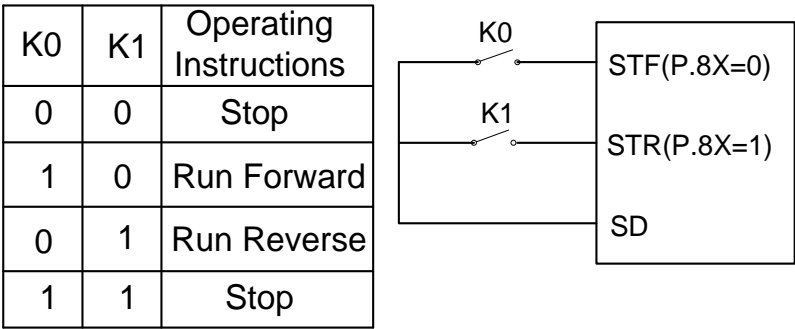 K0 K1 Operating
Instructions
0 0 Stop
1 0 Run Forward
0 1 Run Reverse
1 1 Stop
K0
STF(P.8X=0)
K1
STR(P.8X=1)
SD